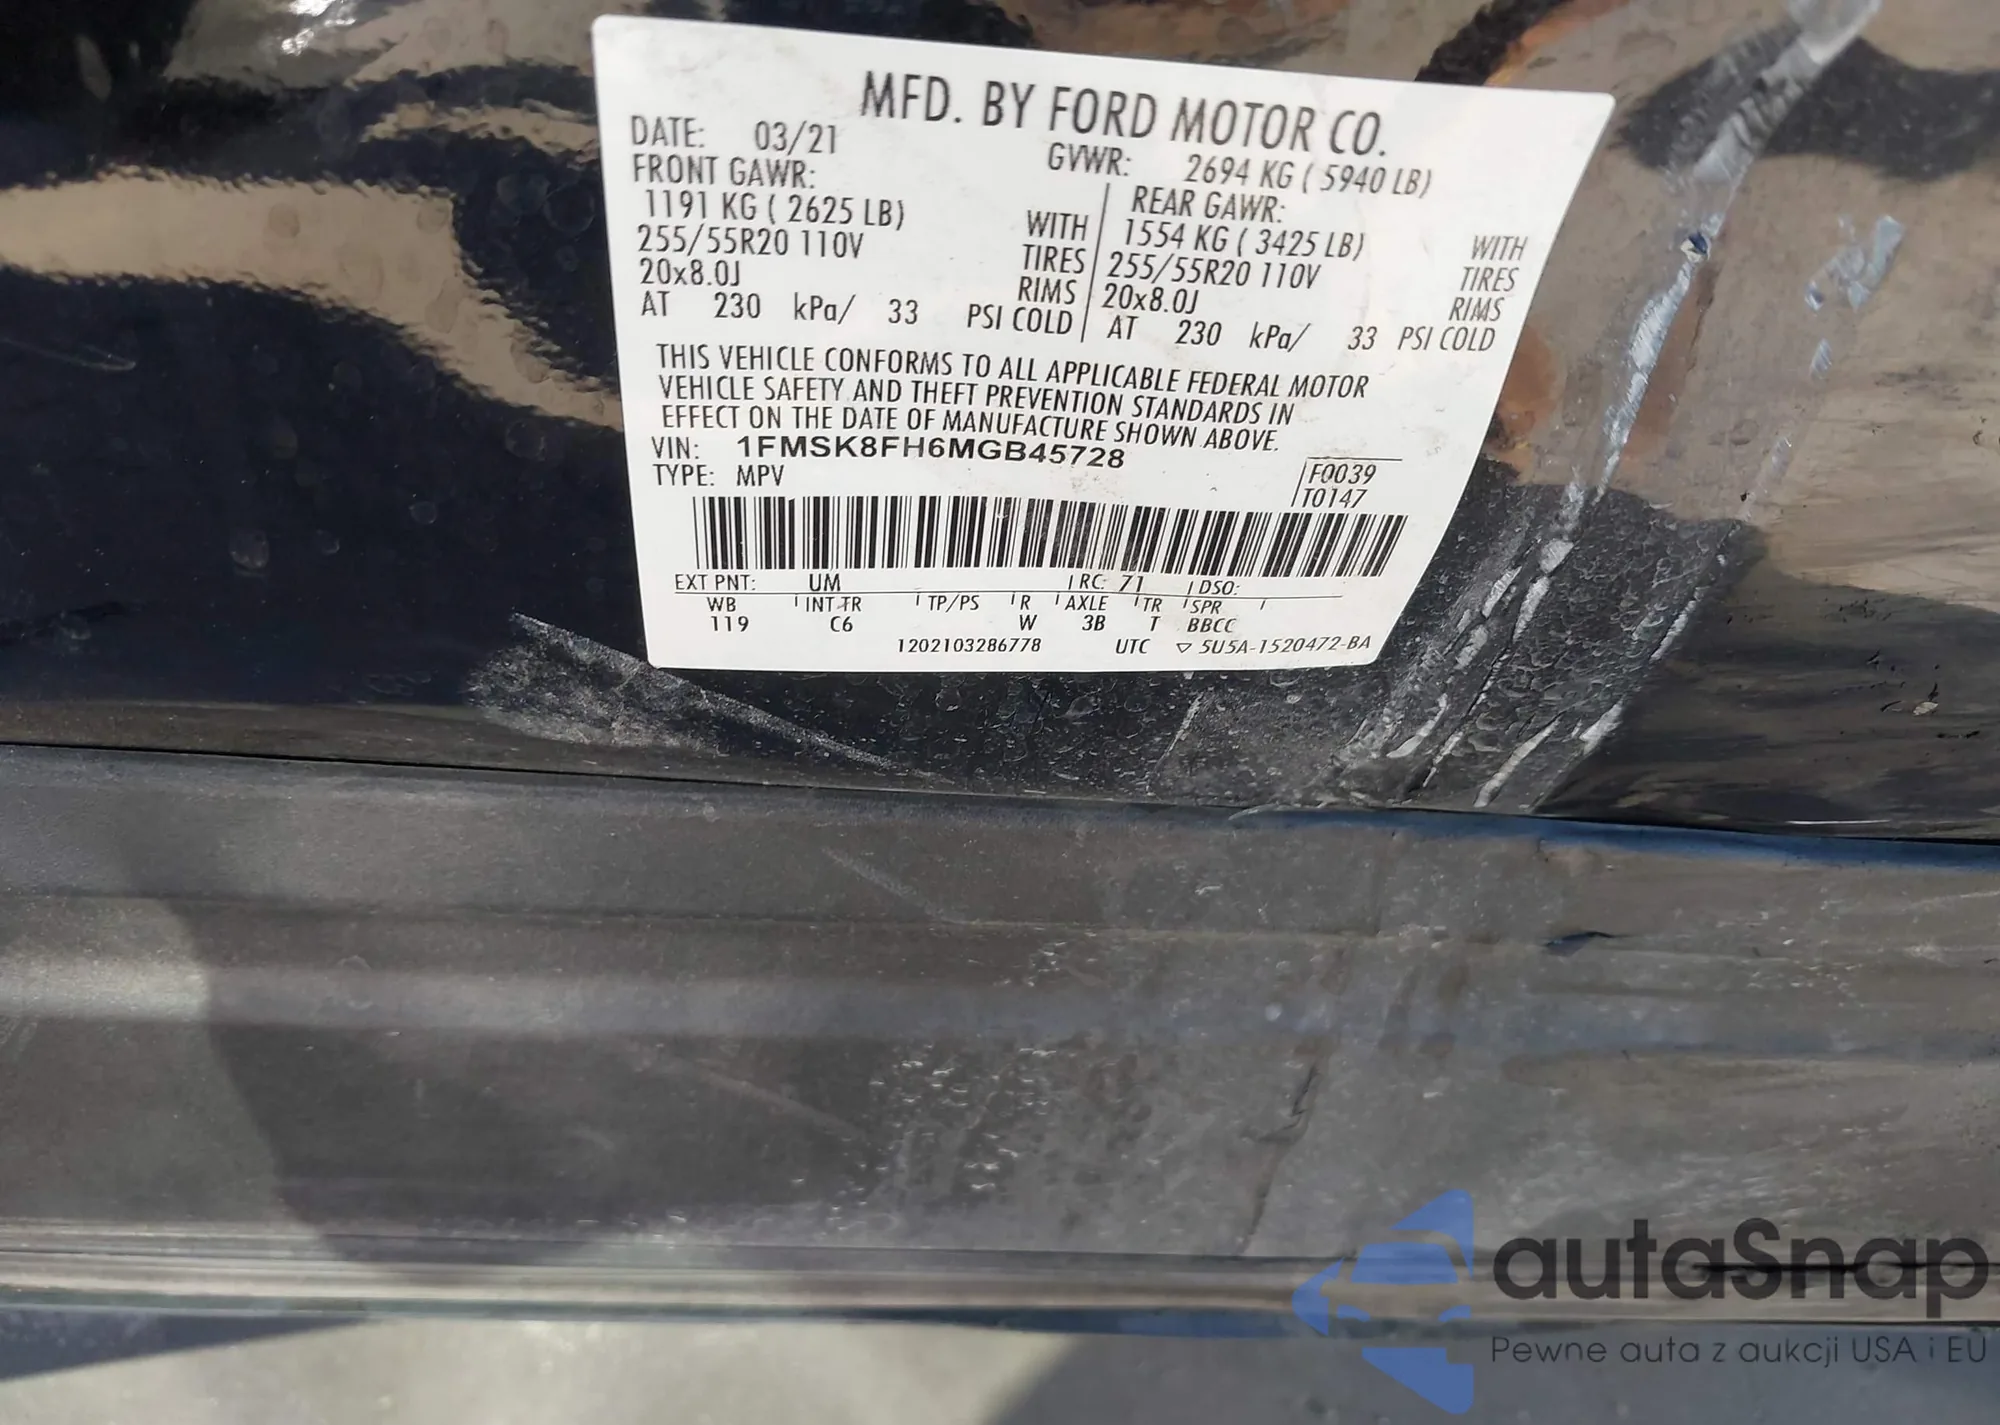 MFD. BY FORD MOTOR CO.
DATE: 03/21
GVWR: 2694 KG ( 5940 LB)
FRONT GAWR:
1191 KG ( 2625 LB) WITH
255/55R20 110V TIRES
20x8.0J RIMS
AT 230 kPa/ 33 PSI COLD
REAR GAWR:
1554 KG ( 3425 LB) WITH
255/55R20 110V TIRES
20x8.0J RIMS
AT 230 kPa/ 33 PSI COLD
THIS VEHICLE CONFORMS TO ALL APPLICABLE FEDERAL MOTOR
VEHICLE SAFETY AND THEFT PREVENTION STANDARDS IN
EFFECT ON THE DATE OF MANUFACTURE SHOWN ABOVE.
VIN: 1FMSK8FH6MGB45728
TYPE: MPV
F0039
T0147
EXT PNT: UM RC: 71 DSO:
WB INT TR TP/PS R AXLE TR SPR
119 C6 W 3B T BBCC
1202103286778 UTC ▽ 5U5A-1520472-BA
autaSnap
Pewne auta z aukcji USA i EU